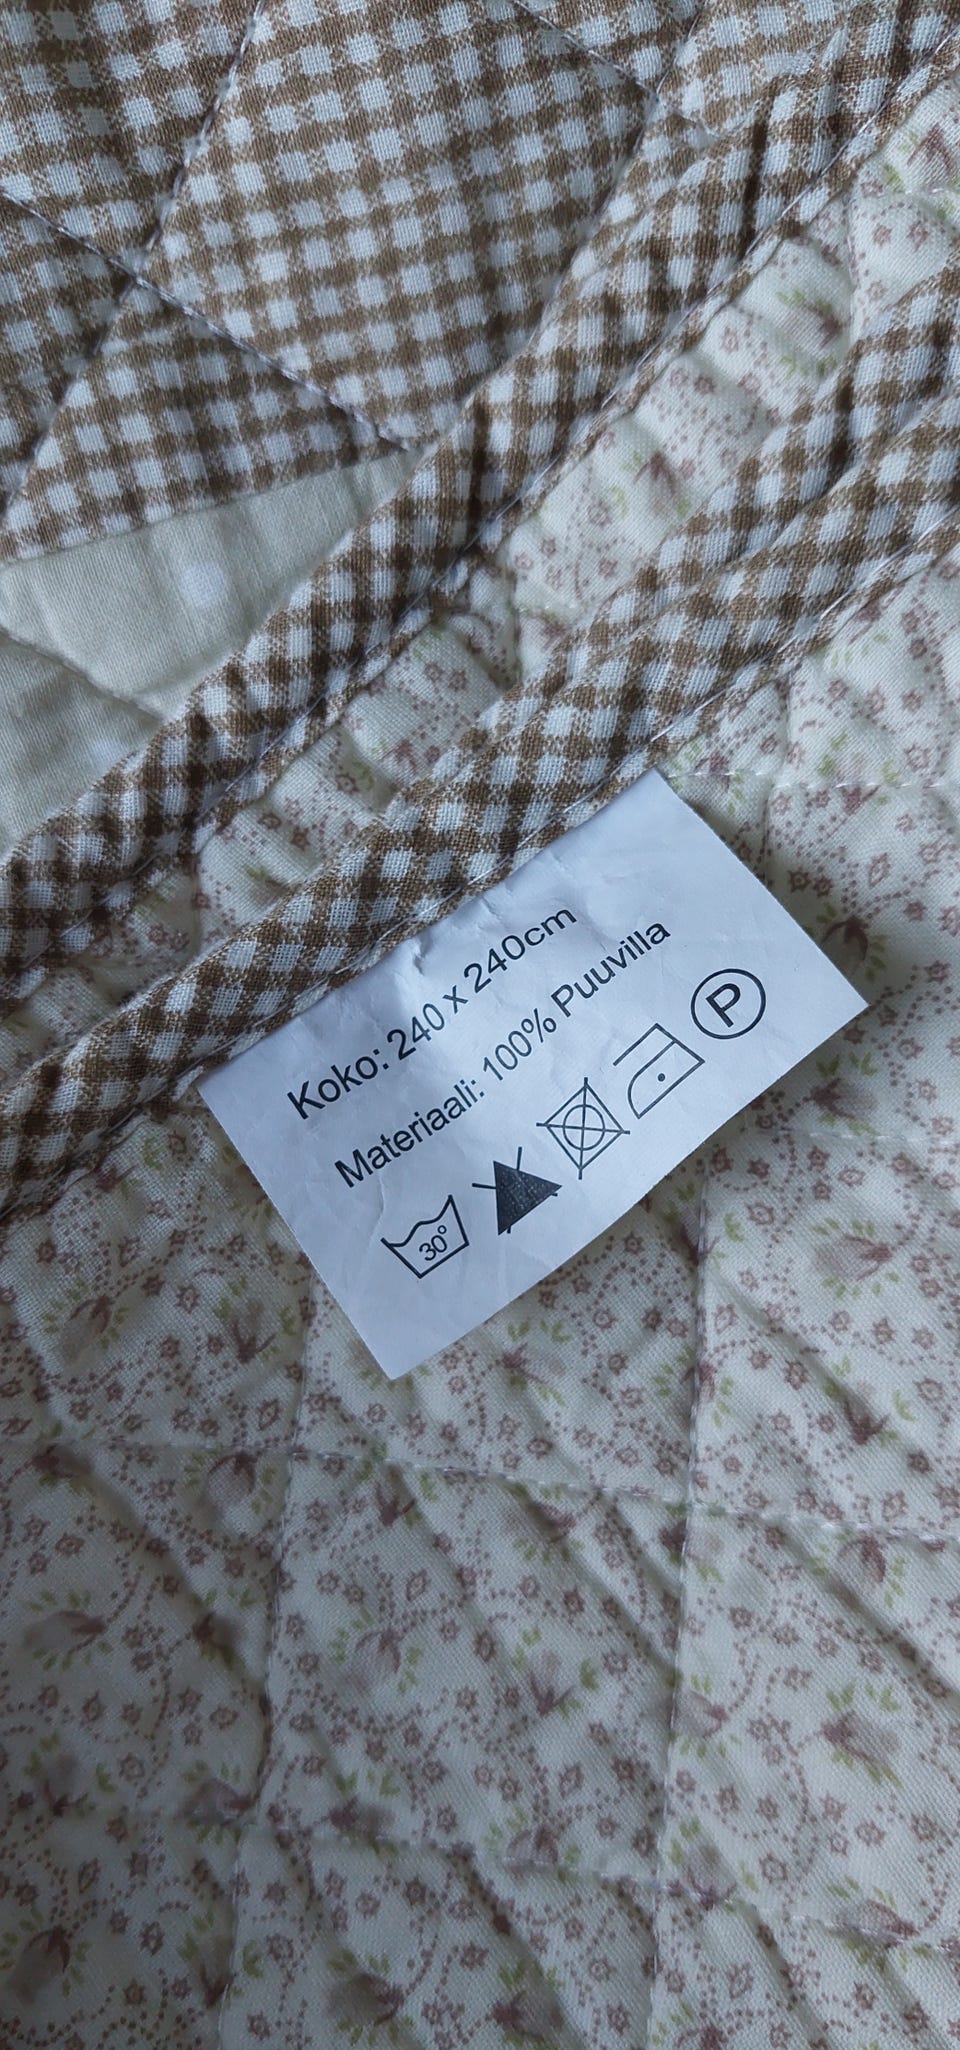 Koko: 240 x 240cm
Materiaali: 100% Puuvilla
30°
P